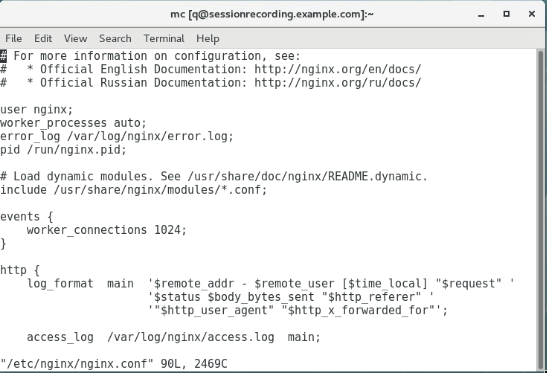 mc [q@sessionrecording.example.com]:~
File Edit View Search Terminal Help
# For more information on configuration, see:
#   * Official English Documentation: http://nginx.org/en/docs/
#   * Official Russian Documentation: http://nginx.org/ru/docs/

user nginx;
worker_processes auto;
error_log /var/log/nginx/error.log;
pid /run/nginx.pid;

# Load dynamic modules. See /usr/share/doc/nginx/README.dynamic.
include /usr/share/nginx/modules/*.conf;

events {
    worker_connections 1024;
}

http {
    log_format  main  '$remote_addr - $remote_user [$time_local] "$request" '
                      '$status $body_bytes_sent "$http_referer" '
                      '"$http_user_agent" "$http_x_forwarded_for"';

    access_log  /var/log/nginx/access.log  main;

"/etc/nginx/nginx.conf" 90L, 2469C